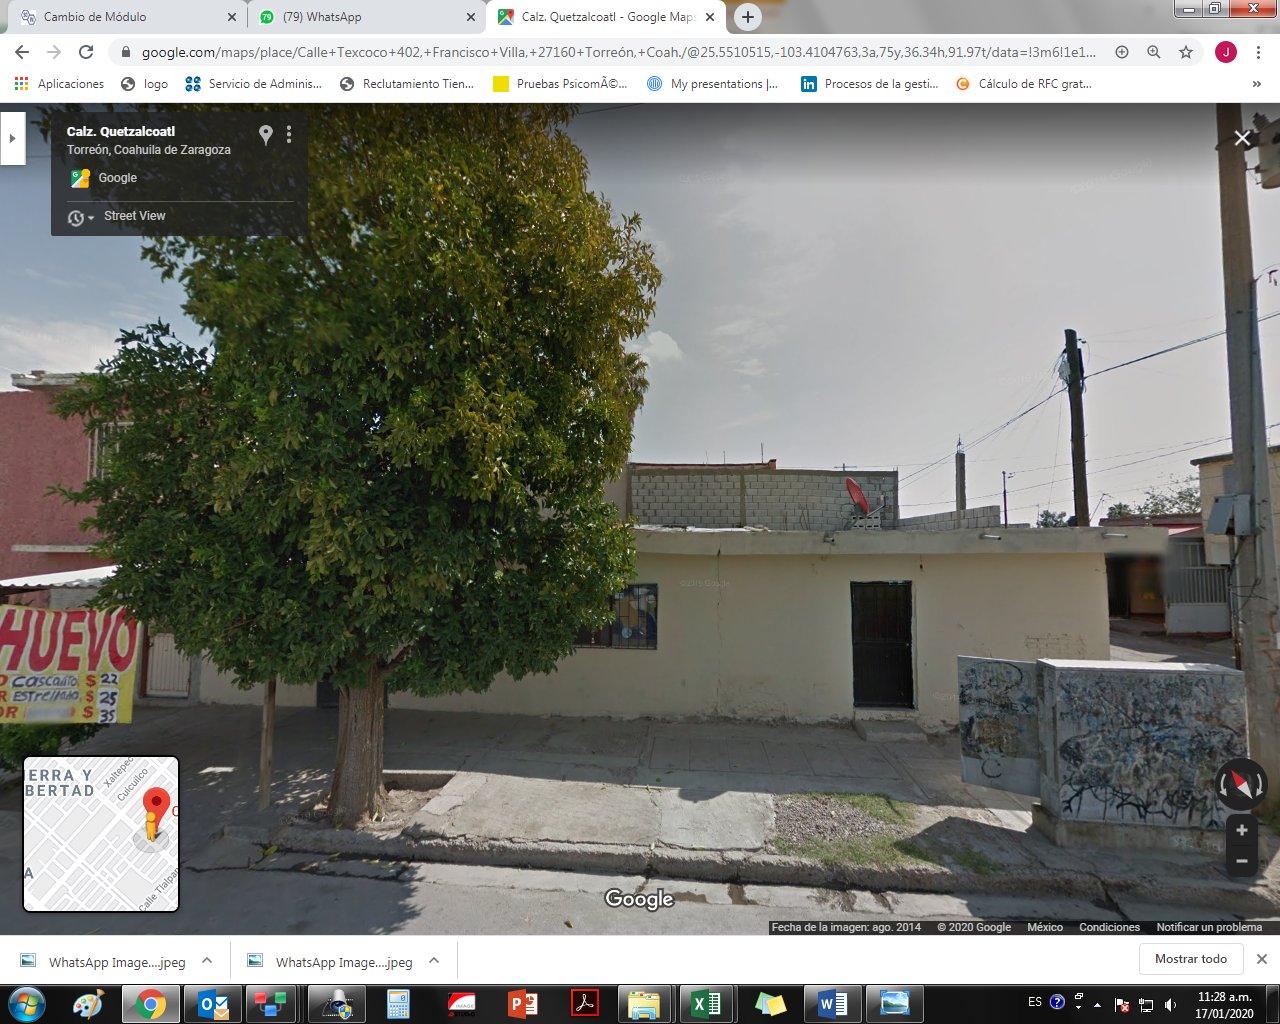 Cambio de Módulo
(79) WhatsApp
Calz. Quetzalcoatl - Google Maps
google.com/maps/place/Calle+Texcoco+402,+Francisco+Villa,+27160+Torreón,+Coah./@25.5510515,-103.4104763,3a,75y,36.34h,91.97t/data=!3m6!1e1...
J
Aplicaciones
logo
Servicio de Adminis...
Reclutamiento Tien...
Pruebas PsicomÃ©...
My presentations |...
Procesos de la gesti...
Cálculo de RFC grat...
»
Calz. Quetzalcoatl
Torreón, Coahuila de Zaragoza
Google
Street View
HUEVO
CASCADITO $ 22
ESTRELLADO $ 25
$ 35
ERRA Y
BERTAD
Xaltepec
Cuicuilco
Calle Tlalpan
A
Google
Fecha de la imagen: ago. 2014
© 2020 Google
México
Condiciones
Notificar un problema
WhatsApp Image....jpeg
WhatsApp Image....jpeg
Mostrar todo
ES
11:28 a.m.
17/01/2020